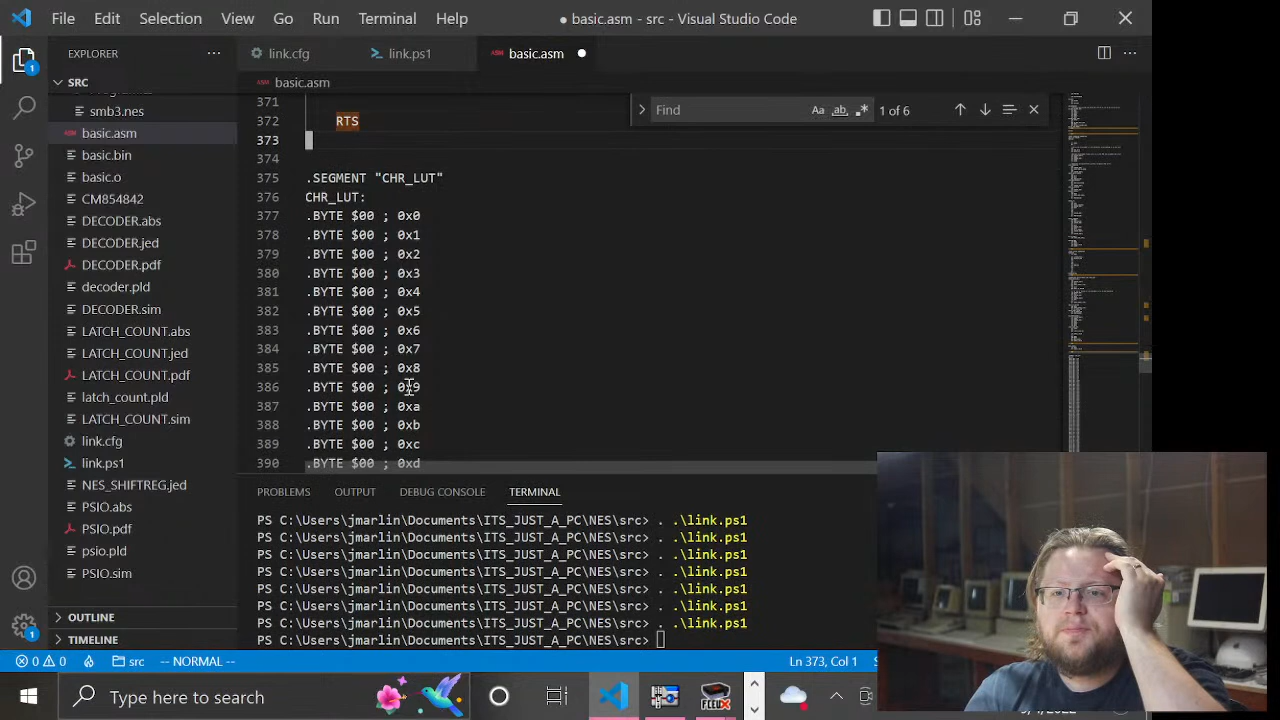 File Edit Selection View Go Run Terminal Help ● basic.asm - src - Visual Studio Code
EXPLORER ... link.cfg link.ps1 ASM basic.asm
SRC
ASM basic.asm
smb3.nes
ASM basic.asm
basic.bin
basic.o
CM854842
DECODER.abs
DECODER.jed
DECODER.pdf
decoder.pld
DECODER.sim
LATCH_COUNT.abs
LATCH_COUNT.jed
LATCH_COUNT.pdf
latch_count.pld
LATCH_COUNT.sim
link.cfg
link.ps1
NES_SHIFTREG.jed
PSIO.abs
PSIO.pdf
psio.pld
PSIO.sim
OUTLINE
TIMELINE
Find Aa ab .* 1 of 6
371
372 RTS
373
374
375 .SEGMENT "CHR_LUT"
376 CHR_LUT:
377 .BYTE $00 ; 0x0
378 .BYTE $00 ; 0x1
379 .BYTE $00 ; 0x2
380 .BYTE $00 ; 0x3
381 .BYTE $00 ; 0x4
382 .BYTE $00 ; 0x5
383 .BYTE $00 ; 0x6
384 .BYTE $00 ; 0x7
385 .BYTE $00 ; 0x8
386 .BYTE $00 ; 0x9
387 .BYTE $00 ; 0xa
388 .BYTE $00 ; 0xb
389 .BYTE $00 ; 0xc
390 .BYTE $00 ; 0xd
PROBLEMS OUTPUT DEBUG CONSOLE TERMINAL
PS C:\Users\jmarlin\Documents\ITS_JUST_A_PC\NES\src> . .\link.ps1
PS C:\Users\jmarlin\Documents\ITS_JUST_A_PC\NES\src> . .\link.ps1
PS C:\Users\jmarlin\Documents\ITS_JUST_A_PC\NES\src> . .\link.ps1
PS C:\Users\jmarlin\Documents\ITS_JUST_A_PC\NES\src> . .\link.ps1
PS C:\Users\jmarlin\Documents\ITS_JUST_A_PC\NES\src> . .\link.ps1
PS C:\Users\jmarlin\Documents\ITS_JUST_A_PC\NES\src> . .\link.ps1
PS C:\Users\jmarlin\Documents\ITS_JUST_A_PC\NES\src> . .\link.ps1
PS C:\Users\jmarlin\Documents\ITS_JUST_A_PC\NES\src>
0 0 src -- NORMAL -- Ln 373, Col 1
Type here to search